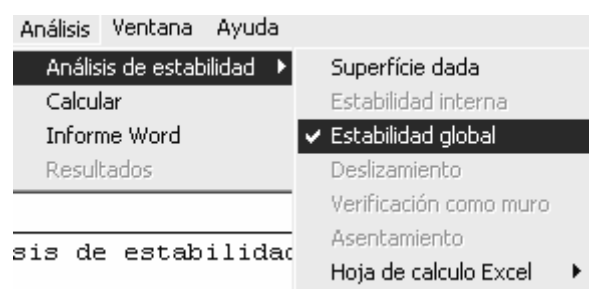 Análisis Ventana Ayuda
Análisis de estabilidad
Calcular
Informe Word
Resultados
Superfície dada
Estabilidad interna
Estabilidad global
Deslizamiento
Verificación como muro
Asentamiento
Hoja de calculo Excel
sis de estabilidad